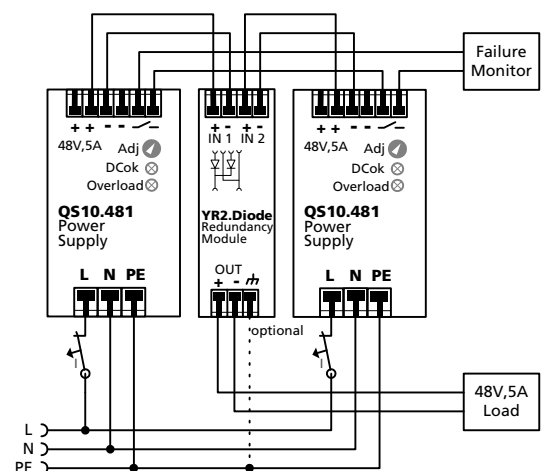 Failure
Monitor
+ + - -
48V,5A
Adj
DCok
Overload
QS10.481
Power
Supply
L N PE
+ - + -
IN 1 IN 2
YR2.Diode
Redundancy
Module
OUT
+ -
optional
+ + - -
48V,5A
Adj
DCok
Overload
QS10.481
Power
Supply
L N PE
I
I
48V,5A
Load
L
N
PE